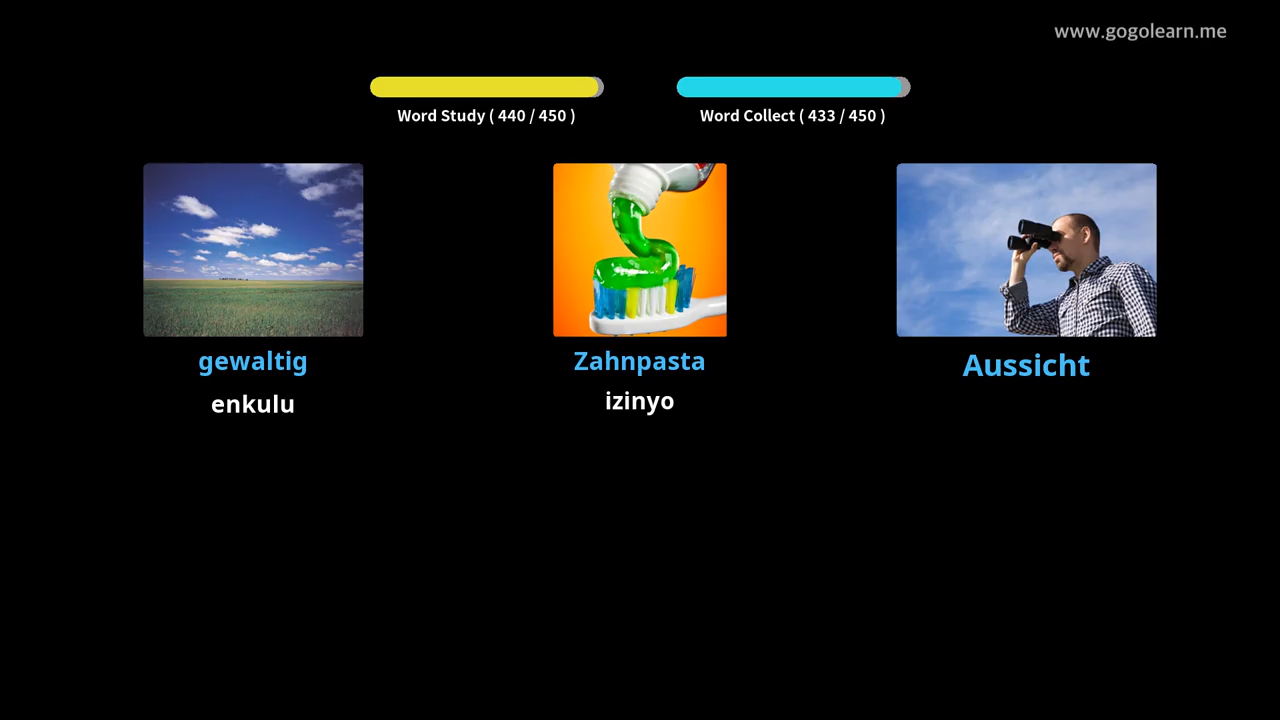 www.gogolearn.me
Word Study ( 440 / 450 )
Word Collect ( 433 / 450 )
gewaltig
enkulu
Zahnpasta
izinyo
Aussicht